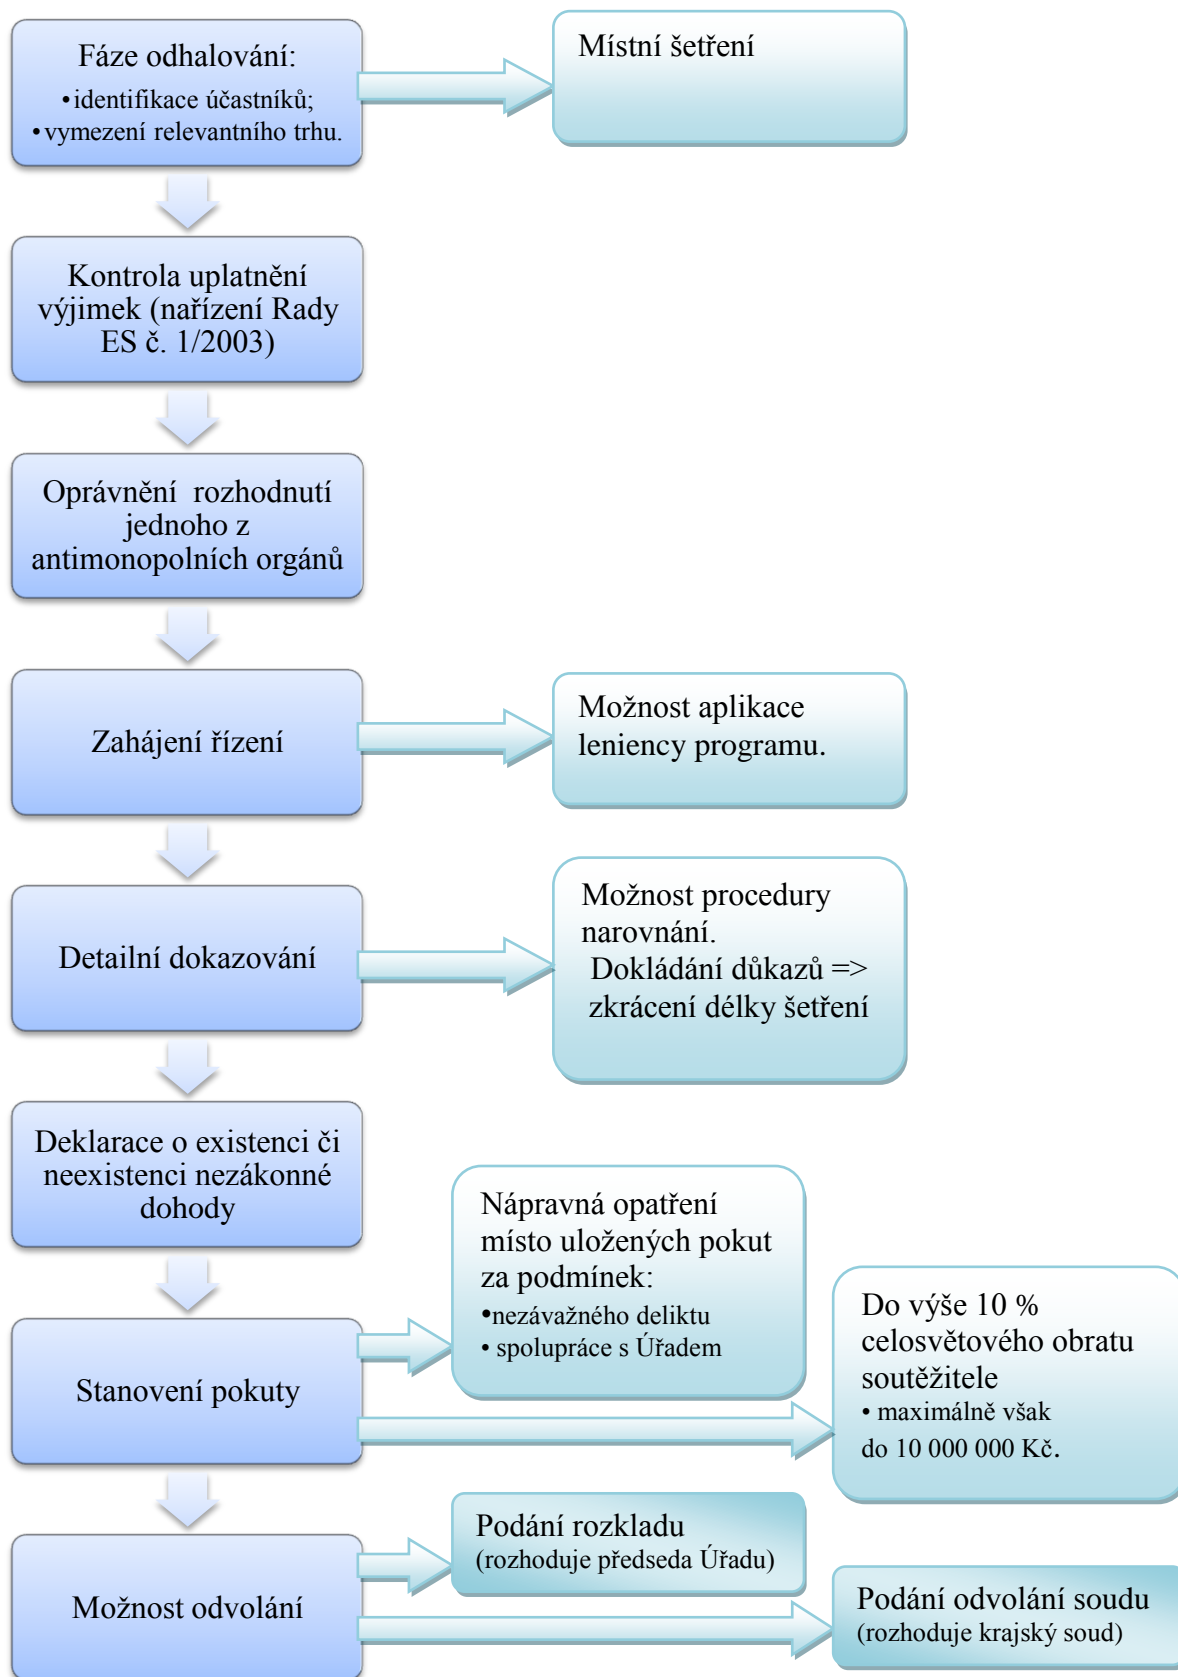 Fáze odhalování:
• identifikace účastníků;
• vymezení relevantního trhu.
Místní šetření
Kontrola uplatnění
výjimek (nařízení Rady
ES č. 1/2003)
Oprávnění rozhodnutí
jednoho z
antimonopolních orgánů
Zahájení řízení
Možnost aplikace
leniency programu.
Detailní dokazování
Možnost procedury
narovnání.
Dokládání důkazů =>
zkrácení délky šetření
Deklarace o existenci či
neexistenci nezákonné
dohody
Stanovení pokuty
Nápravná opatření
místo uložených pokut
za podmínek:
• nezávažného deliktu
• spolupráce s Úřadem
Do výše 10 %
celosvětového obratu
soutěžitele
• maximálně však
do 10 000 000 Kč.
Možnost odvolání
Podání rozkladu
(rozhoduje předseda Úřadu)
Podání odvolání soudu
(rozhoduje krajský soud)